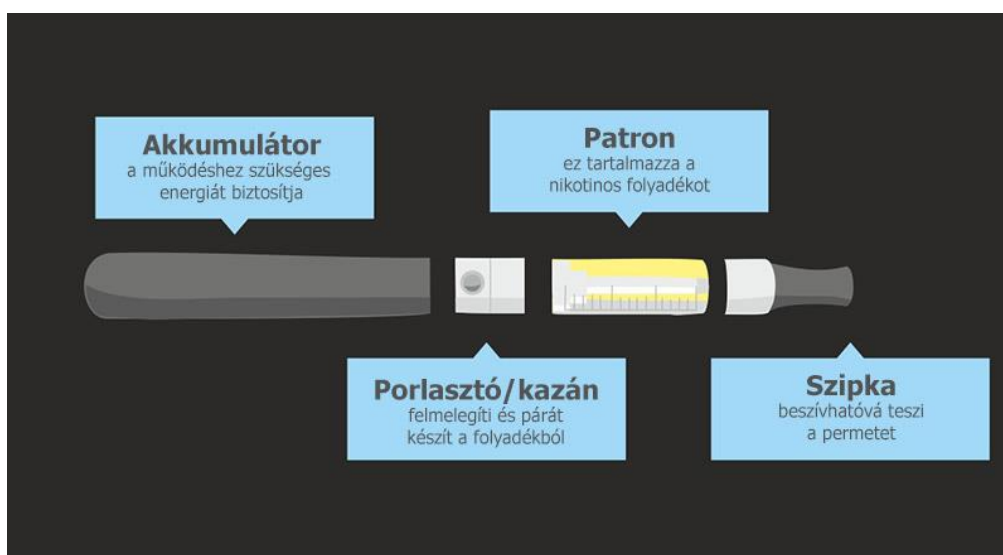 Akkumulátor
a működéshez szükséges
energiát biztosítja
Patron
ez tartalmazza a
nikotinos folyadékot
Porlasztó/kazán
felmelegíti és párát
készít a folyadékból
Szipka
beszívhatóvá teszi
a permetet